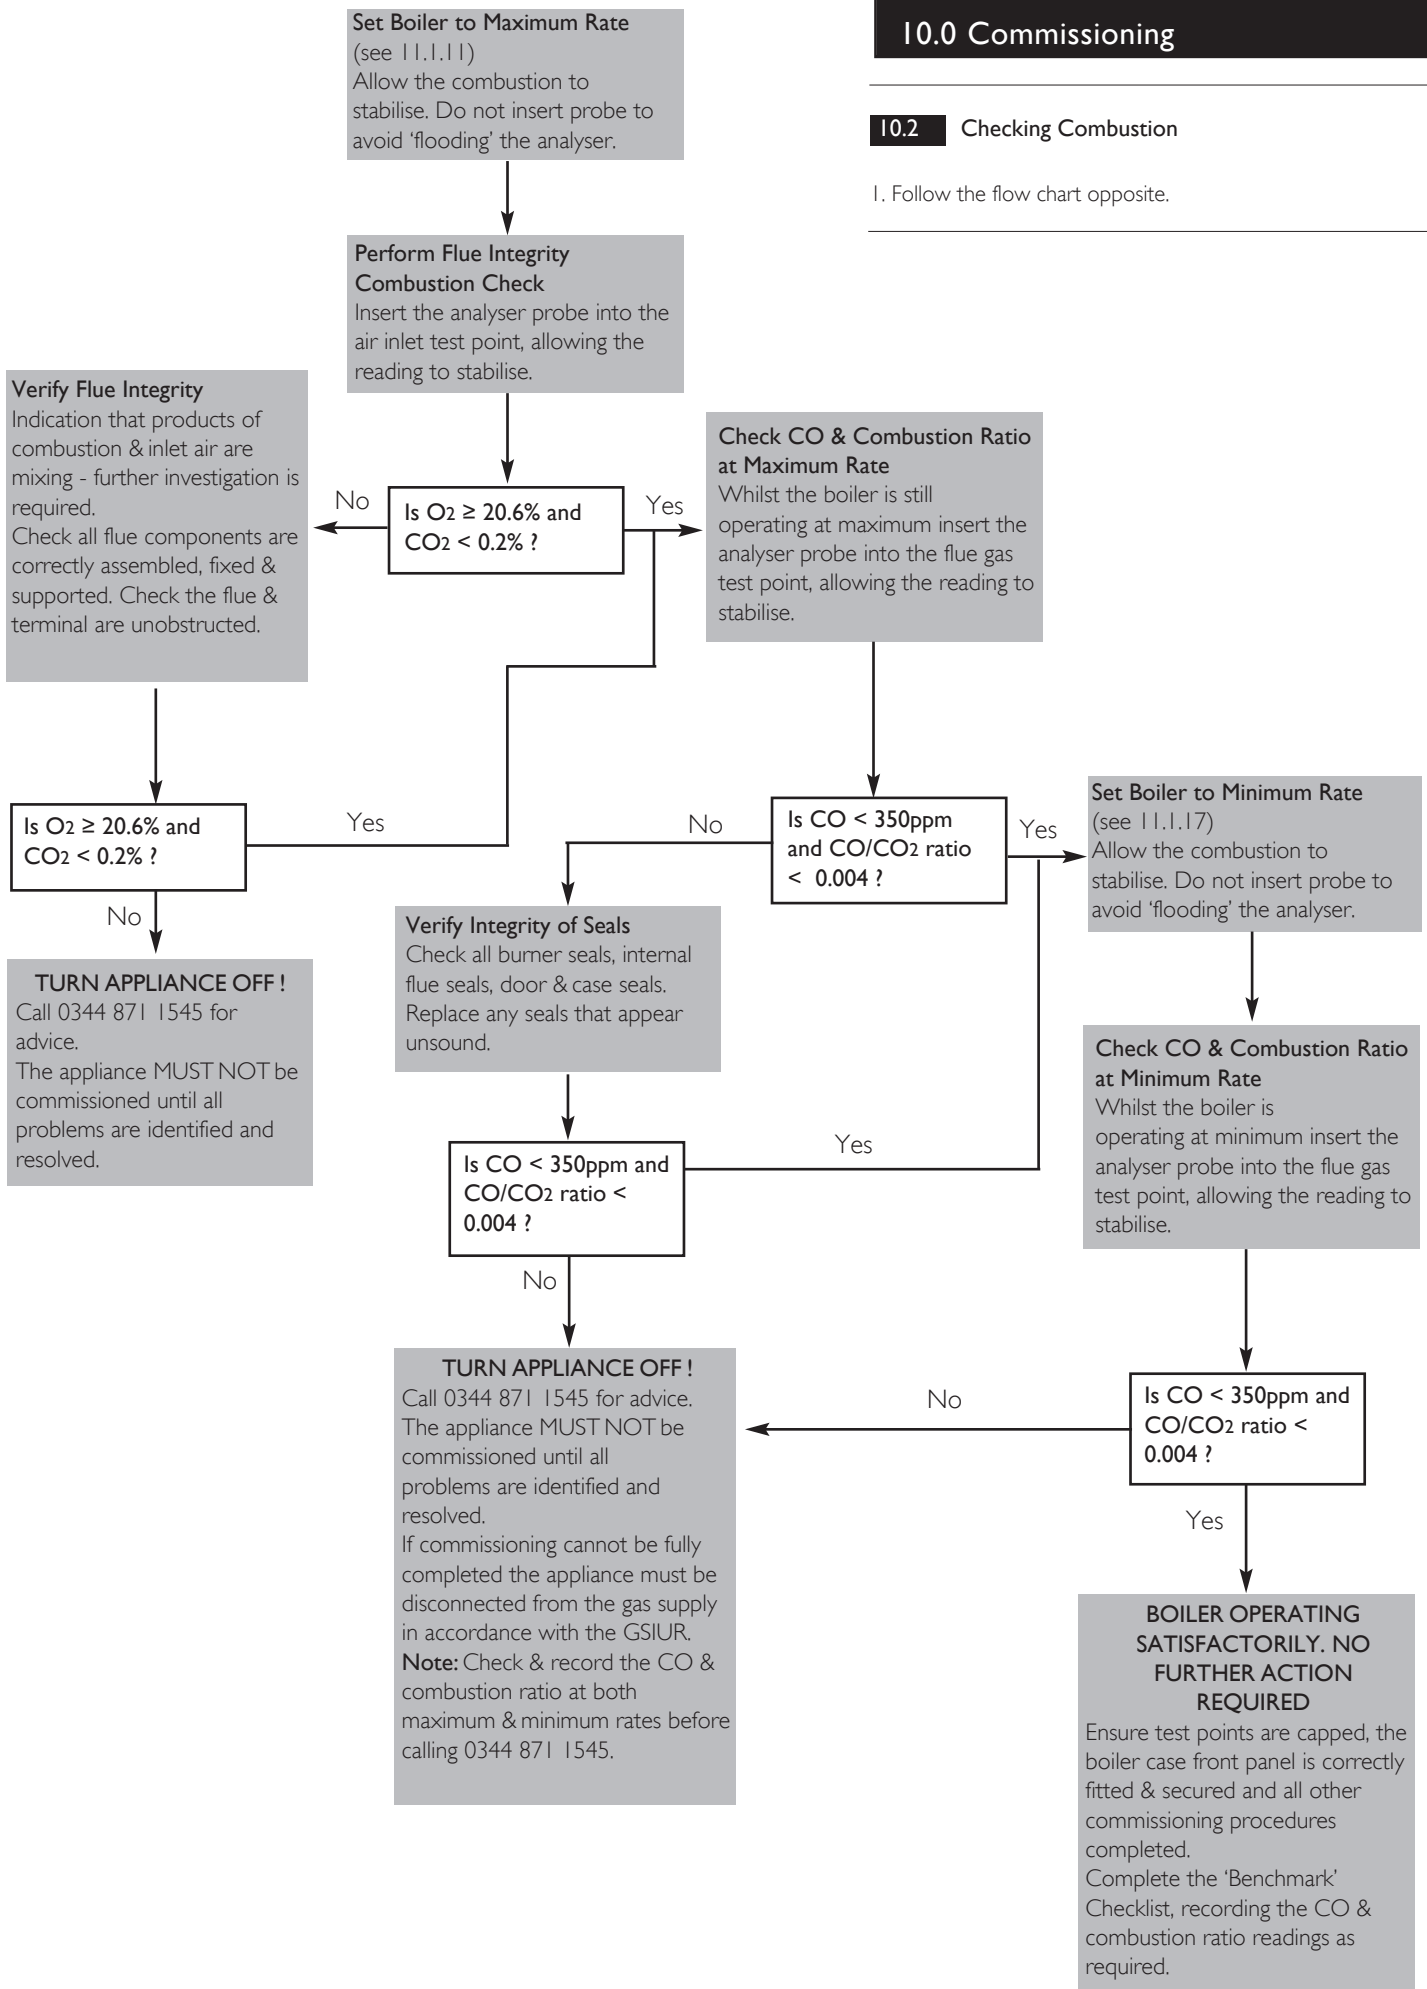 10.0 Commissioning
10.2 Checking Combustion
1. Follow the flow chart opposite.
Set Boiler to Maximum Rate
(see 11.1.11)
Allow the combustion to
stabilise. Do not insert probe to
avoid ‘flooding’ the analyser.
Perform Flue Integrity
Combustion Check
Insert the analyser probe into the
air inlet test point, allowing the
reading to stabilise.
Is O2 ≥ 20.6% and
CO2 < 0.2% ?
No
Yes
Verify Flue Integrity
Indication that products of
combustion & inlet air are
mixing - further investigation is
required.
Check all flue components are
correctly assembled, fixed &
supported. Check the flue &
terminal are unobstructed.
Is O2 ≥ 20.6% and
CO2 < 0.2% ?
Yes
No
TURN APPLIANCE OFF !
Call 0344 871 1545 for
advice.
The appliance MUST NOT be
commissioned until all
problems are identified and
resolved.
Check CO & Combustion Ratio
at Maximum Rate
Whilst the boiler is still
operating at maximum insert the
analyser probe into the flue gas
test point, allowing the reading to
stabilise.
Is CO < 350ppm
and CO/CO2 ratio
< 0.004 ?
No
Yes
Verify Integrity of Seals
Check all burner seals, internal
flue seals, door & case seals.
Replace any seals that appear
unsound.
Is CO < 350ppm and
CO/CO2 ratio <
0.004 ?
Yes
No
TURN APPLIANCE OFF !
Call 0344 871 1545 for advice.
The appliance MUST NOT be
commissioned until all
problems are identified and
resolved.
If commissioning cannot be fully
completed the appliance must be
disconnected from the gas supply
in accordance with the GSIUR.
Note: Check & record the CO &
combustion ratio at both
maximum & minimum rates before
calling 0344 871 1545.
Set Boiler to Minimum Rate
(see 11.1.17)
Allow the combustion to
stabilise. Do not insert probe to
avoid ‘flooding’ the analyser.
Check CO & Combustion Ratio
at Minimum Rate
Whilst the boiler is
operating at minimum insert the
analyser probe into the flue gas
test point, allowing the reading to
stabilise.
Is CO < 350ppm and
CO/CO2 ratio <
0.004 ?
No
Yes
BOILER OPERATING
SATISFACTORILY. NO
FURTHER ACTION
REQUIRED
Ensure test points are capped, the
boiler case front panel is correctly
fitted & secured and all other
commissioning procedures
completed.
Complete the ‘Benchmark’
Checklist, recording the CO &
combustion ratio readings as
required.